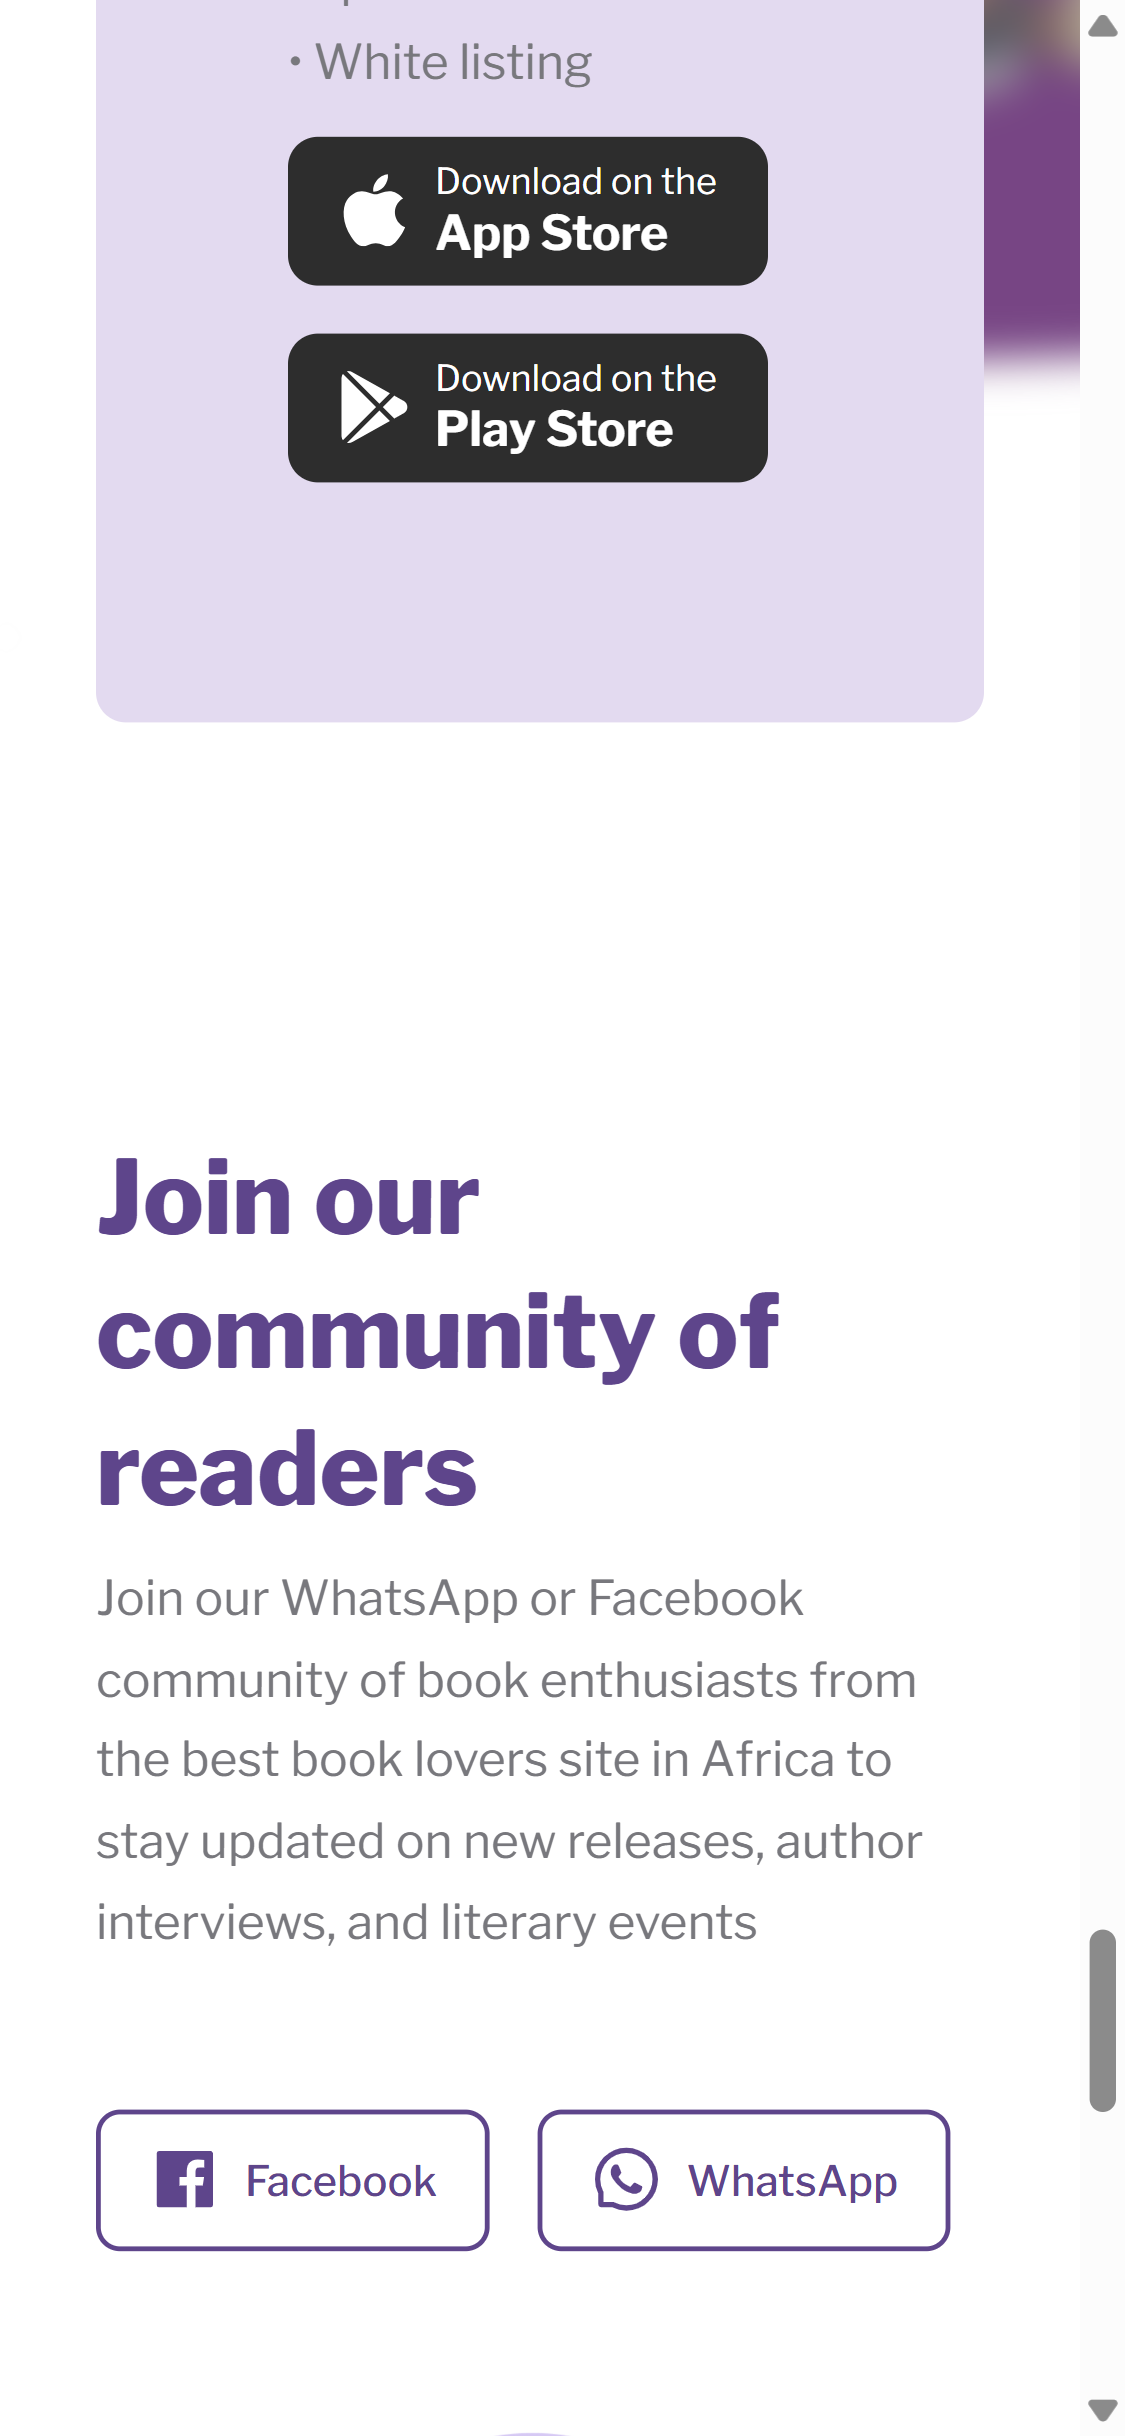 • White listing
Download on the
App Store
Download on the
Play Store
Join our
community of
readers
Join our WhatsApp or Facebook
community of book enthusiasts from
the best book lovers site in Africa to
stay updated on new releases, author
interviews, and literary events
Facebook
WhatsApp